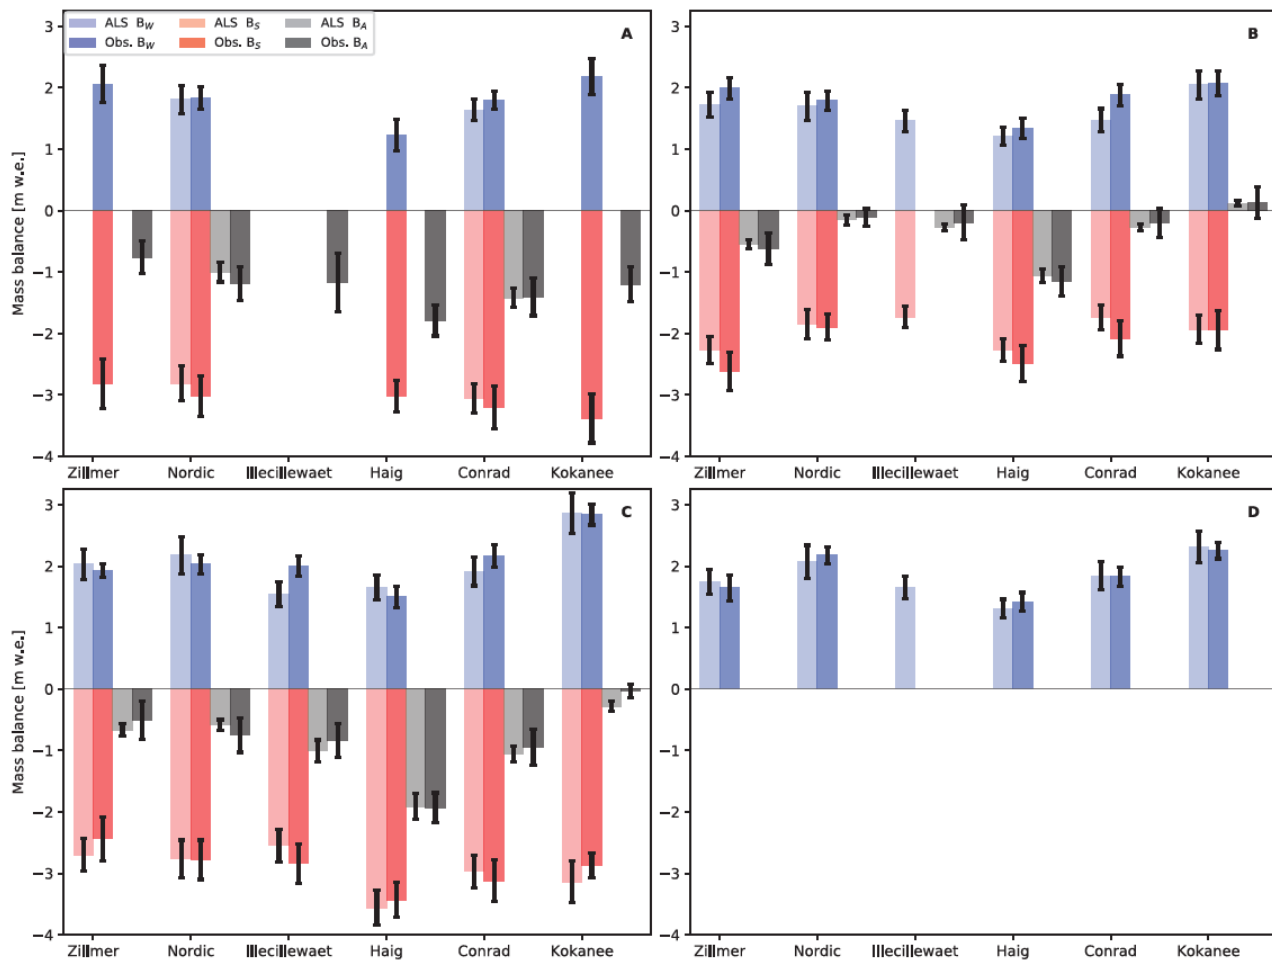 ALS B_W ALS B_S ALS B_A
Obs. B_W Obs. B_S Obs. B_A
A
Mass balance [m w.e.]
3
2
1
0
−1
−2
−3
−4
Zillmer Nordic Illecillewaet Haig Conrad Kokanee
B
3
2
1
0
−1
−2
−3
−4
Zillmer Nordic Illecillewaet Haig Conrad Kokanee
C
Mass balance [m w.e.]
3
2
1
0
−1
−2
−3
−4
Zillmer Nordic Illecillewaet Haig Conrad Kokanee
D
3
2
1
0
−1
−2
−3
−4
Zillmer Nordic Illecillewaet Haig Conrad Kokanee